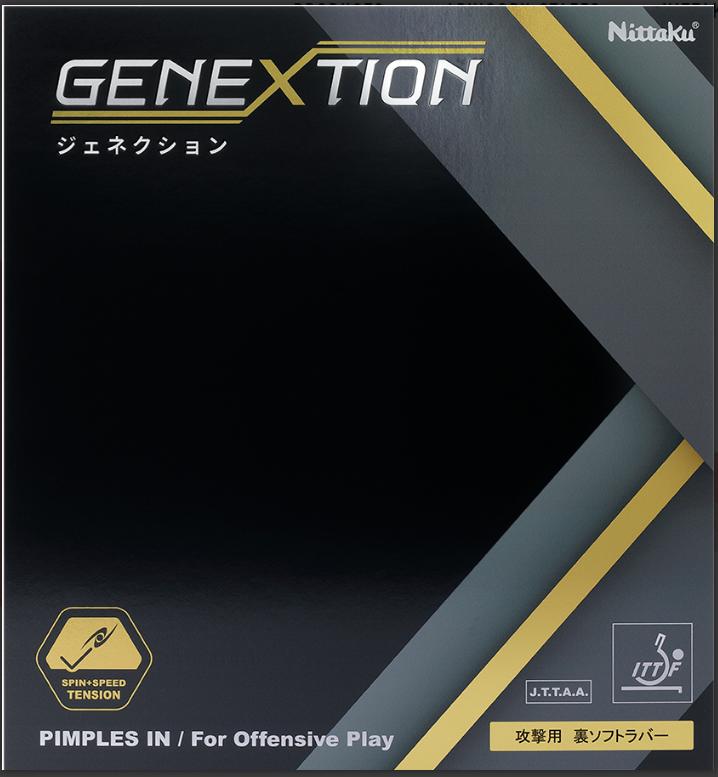 Nittaku®
GENEXTION
ジェネクション
SPIN+SPEED
TENSION
J.T.T.A.A.
ITTF
PIMPLES IN / For Offensive Play
攻撃用 裏ソフトラバー